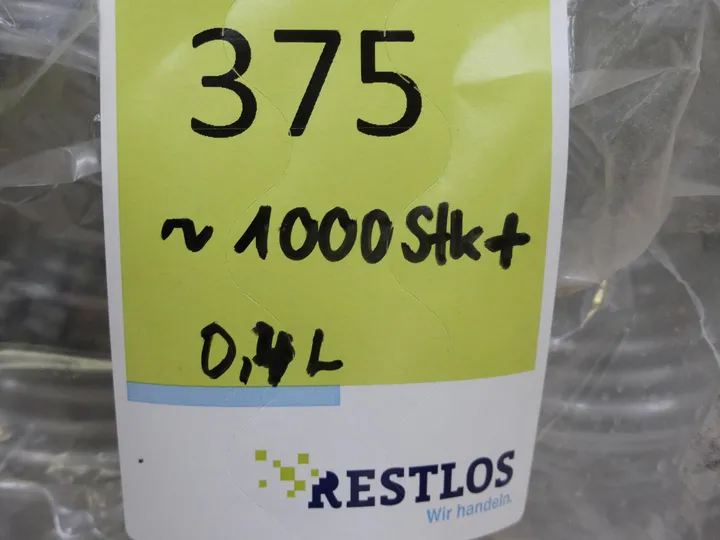 375
~ 1000 Stk +
0,4 L
RESTLOS
Wir handeln.